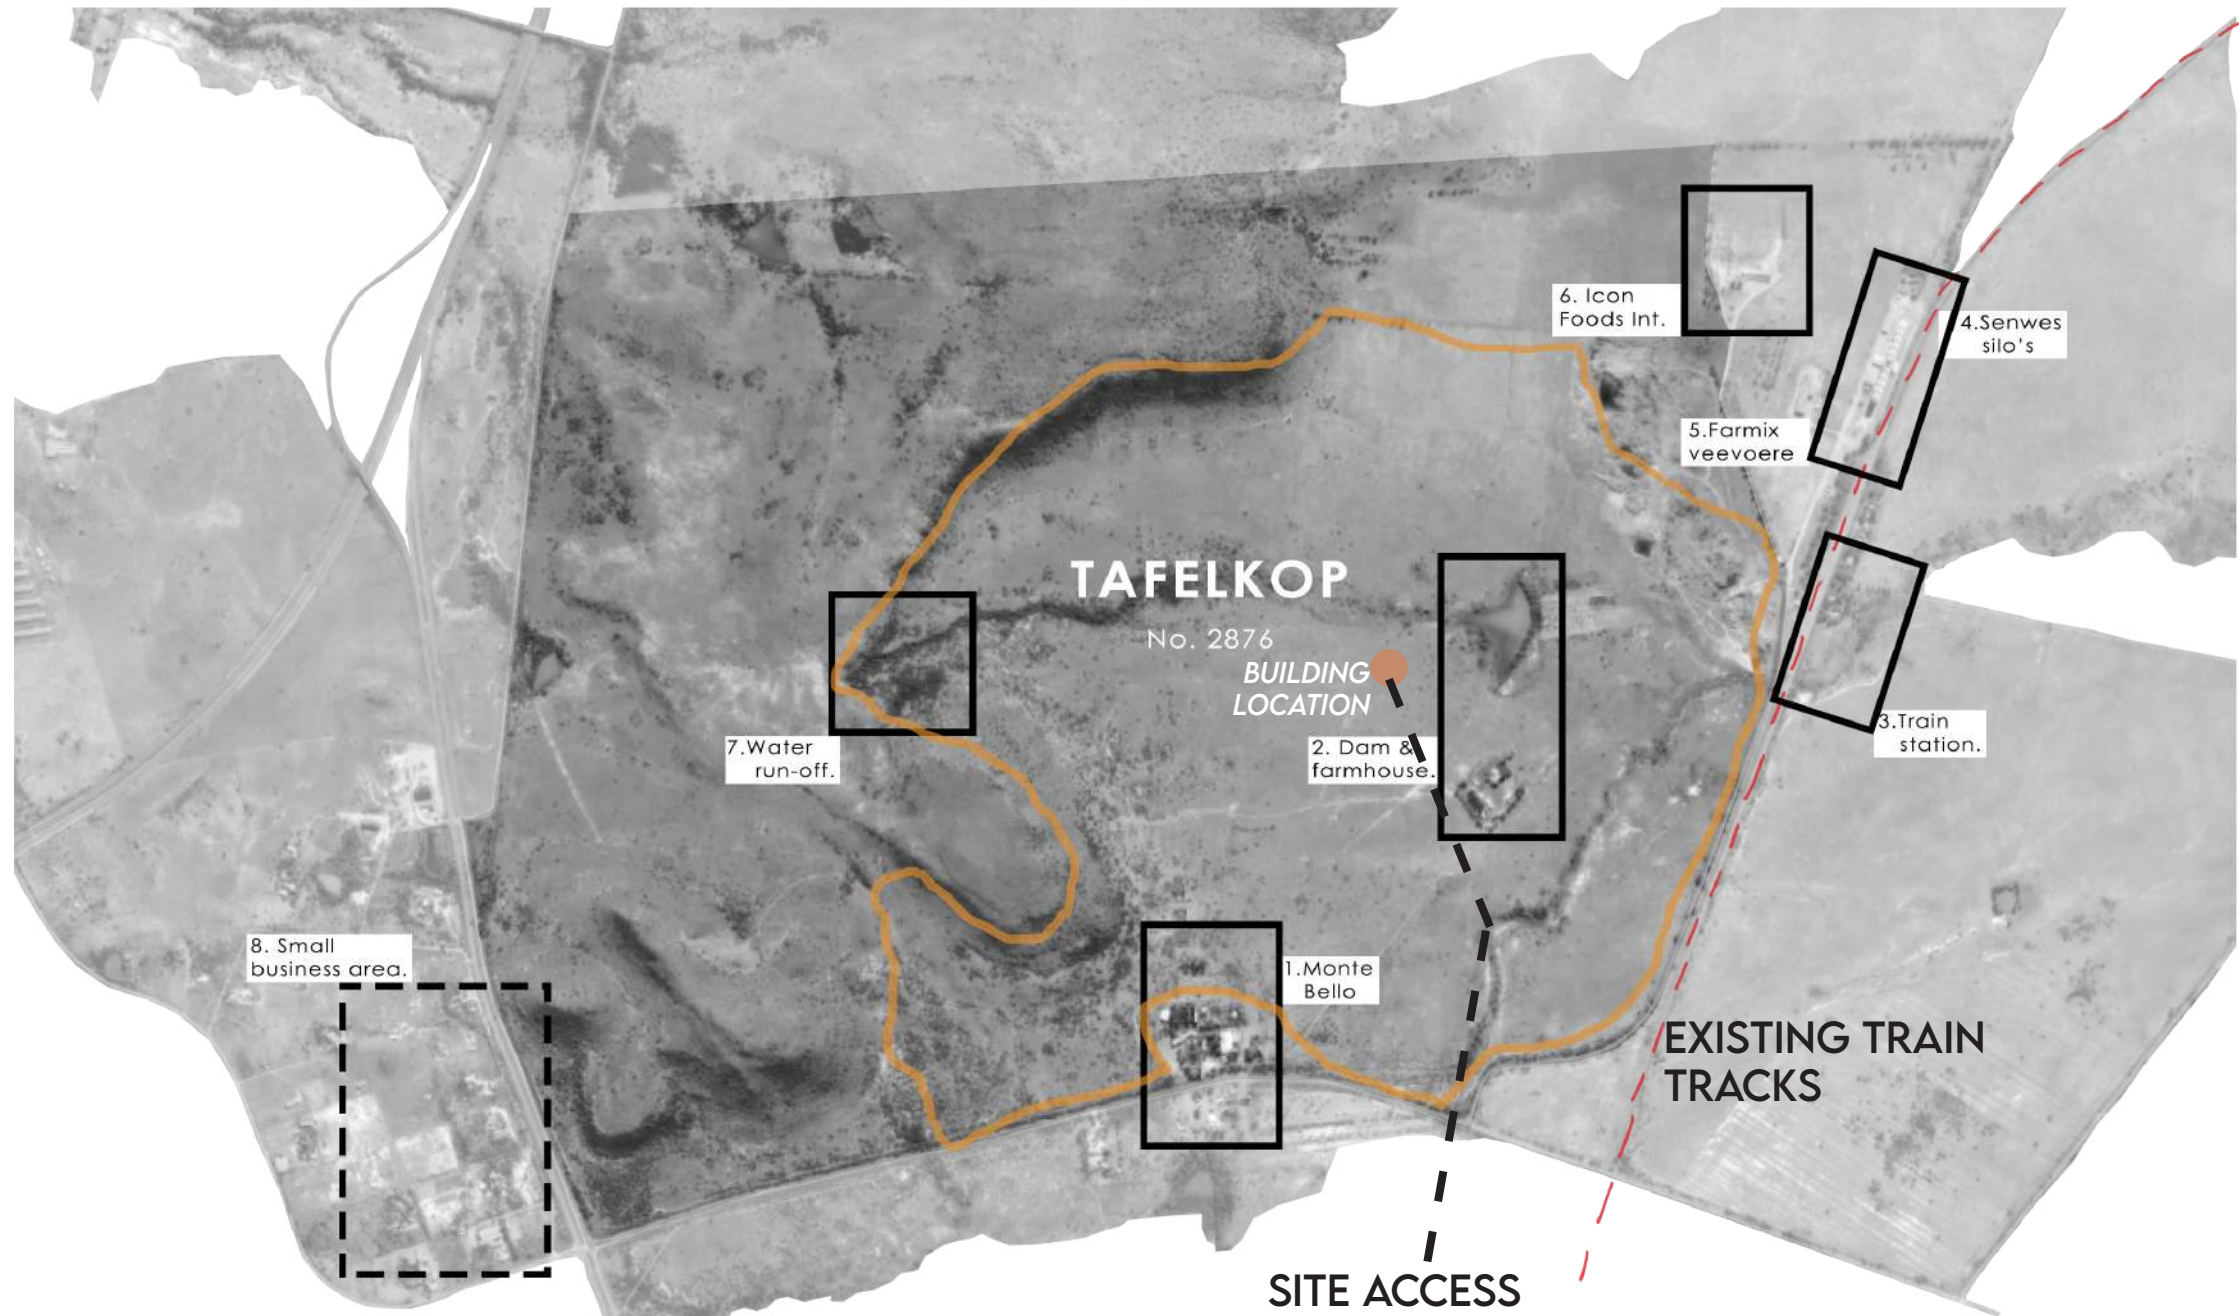 6. Icon
Foods Int.
4.Senwes
silo's
5.Farmix
veevoere
TAFELKOP
No. 2876
BUILDING
LOCATION
3.Train
station.
7.Water
run-off.
2. Dam &
farmhouse.
8. Small
business area.
1.Monte
Bello
EXISTING TRAIN
TRACKS
SITE ACCESS